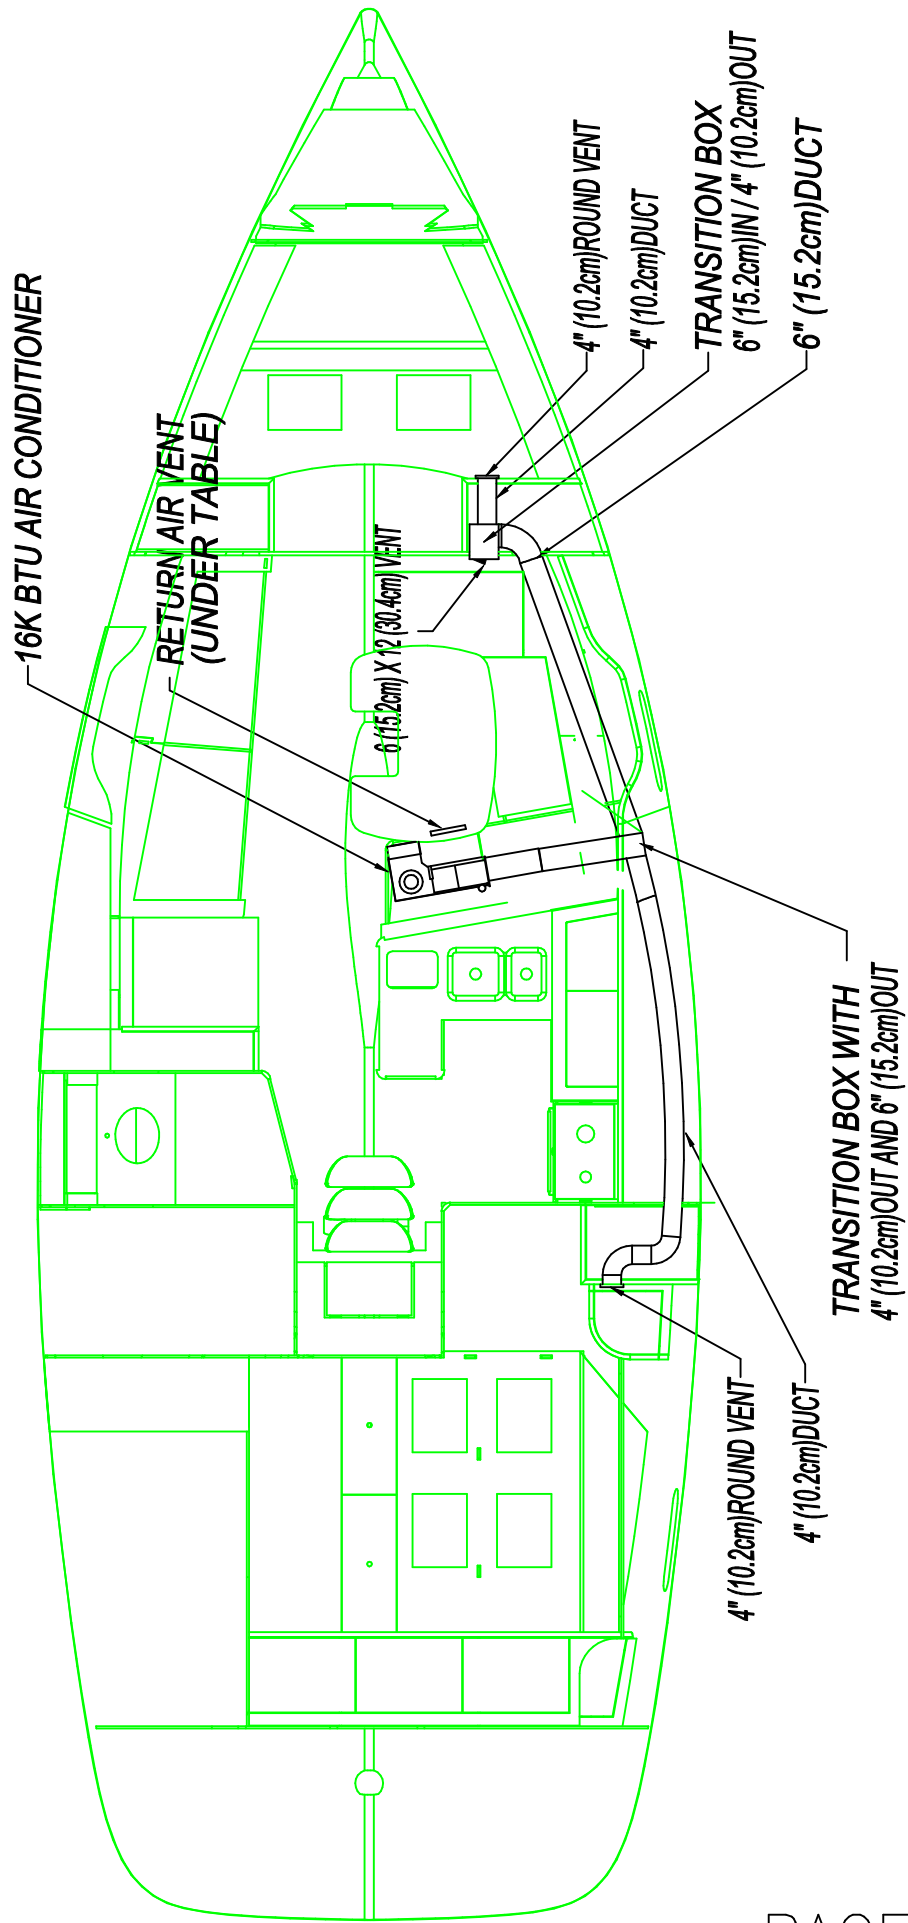 16K BTU AIR CONDITIONER
RETURN AIR VENT
(UNDER TABLE)
6 (15.2cm) X 12 (30.4cm) VENT
4" (10.2cm)ROUND VENT
4" (10.2cm)DUCT
TRANSITION BOX
6" (15.2cm)IN / 4" (10.2cm)OUT
6" (15.2cm)DUCT
TRANSITION BOX WITH
4" (10.2cm)OUT AND 6" (15.2cm)OUT
4" (10.2cm)ROUND VENT
4" (10.2cm)DUCT